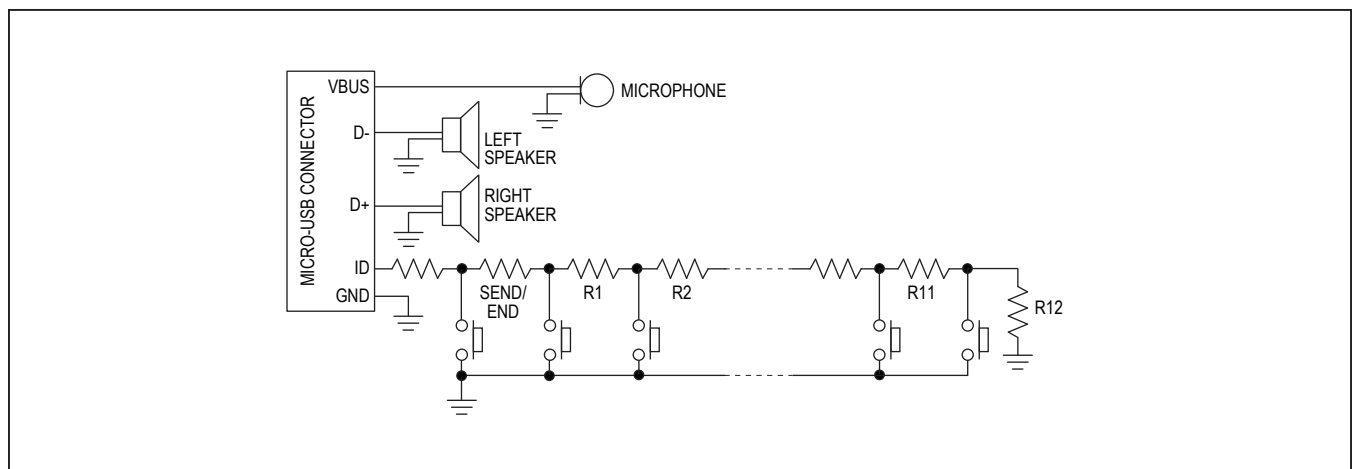 MICRO-USB CONNECTOR
VBUS
D-
D+
ID
GND
MICROPHONE
LEFT
SPEAKER
RIGHT
SPEAKER
SEND/
END
R1
R2
R11
R12